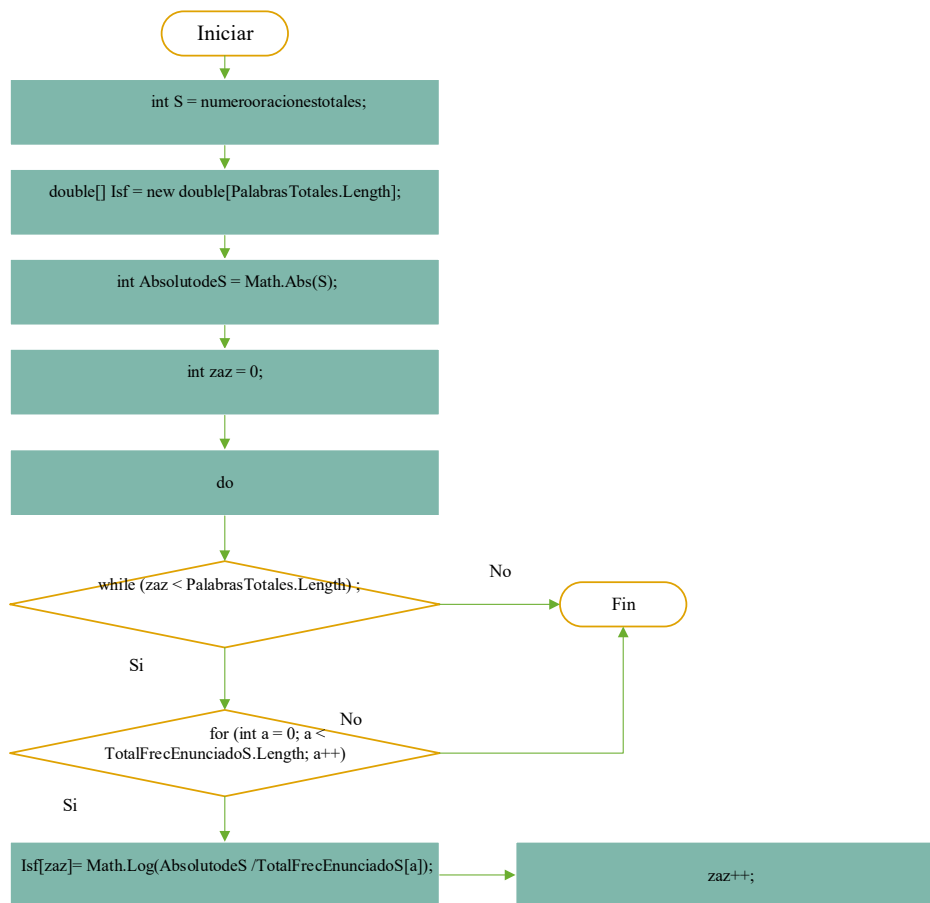 Iniciar
int S = numerooracionestotales;
double[] Isf = new double[PalabrasTotales.Length];
int AbsolutodeS = Math.Abs(S);
int zaz = 0;
do
while (zaz < PalabrasTotales.Length) ;
No
Fin
Si
No
for (int a = 0; a <
TotalFrecEnunciadoS.Length; a++)
Si
Isf[zaz]= Math.Log(AbsolutodeS /TotalFrecEnunciadoS[a]);
zaz++;